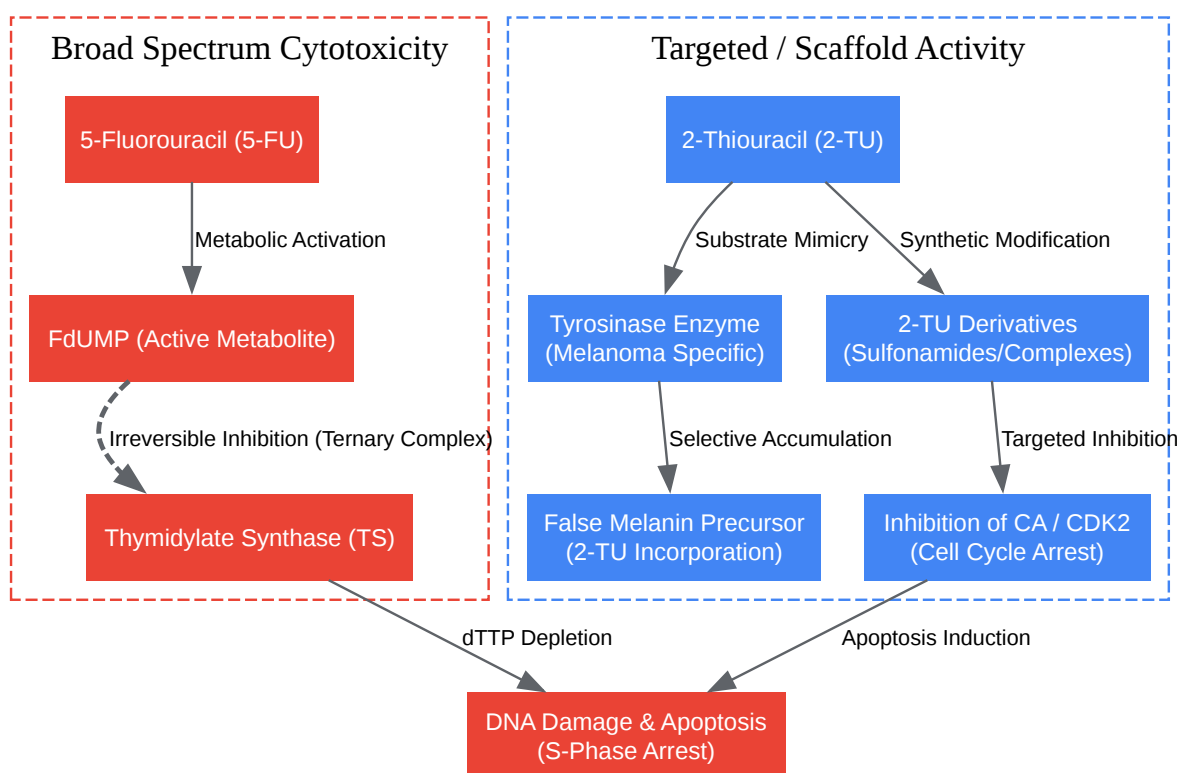 Broad Spectrum Cytotoxicity
Targeted / Scaffold Activity
5-Fluorouracil (5-FU)
2-Thiouracil (2-TU)
Metabolic Activation
Substrate Mimicry
Synthetic Modification
FdUMP (Active Metabolite)
Tyrosinase Enzyme
(Melanoma Specific)
2-TU Derivatives
(Sulfonamides/Complexes)
Irreversible Inhibition (Ternary Complex)
Selective Accumulation
Targeted Inhibition
Thymidylate Synthase (TS)
False Melanin Precursor
(2-TU Incorporation)
Inhibition of CA / CDK2
(Cell Cycle Arrest)
dTTP Depletion
Apoptosis Induction
DNA Damage & Apoptosis
(S-Phase Arrest)